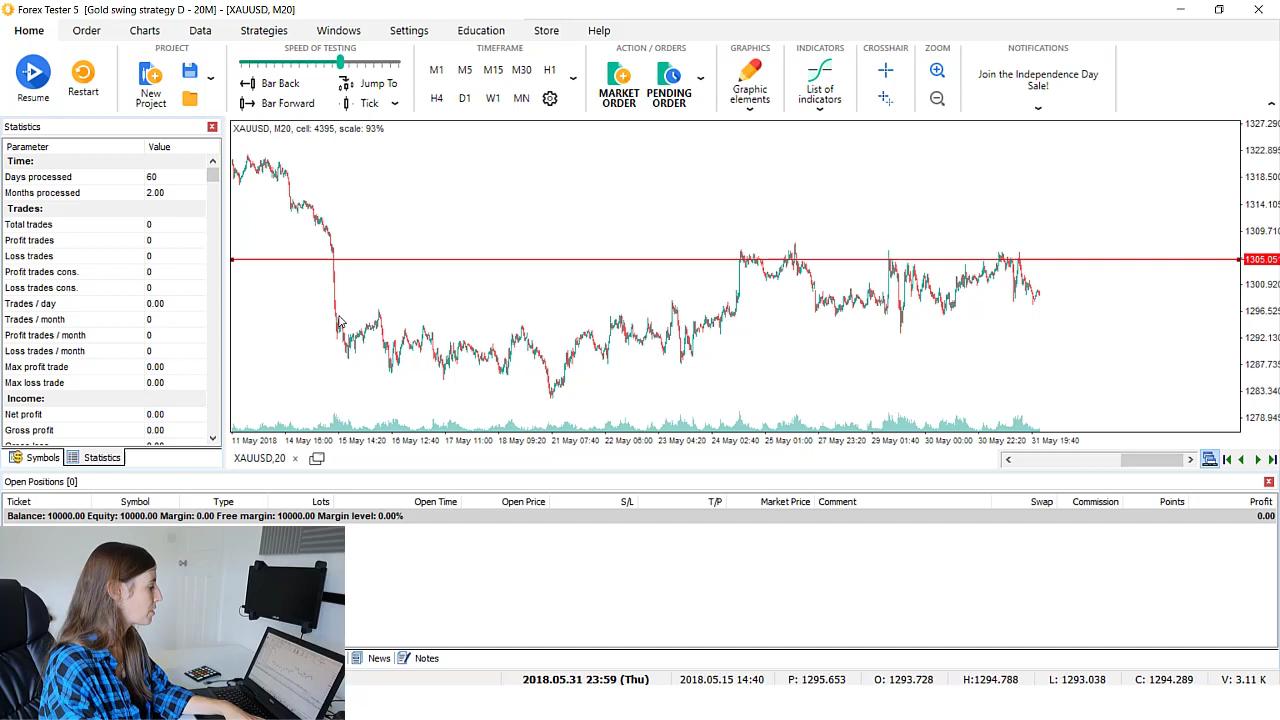 Forex Tester 5 [Gold swing strategy D - 20M] - [XAUUSD, M20]
Home Order Charts Data Strategies Windows Settings Education Store Help
PROJECT SPEED OF TESTING TIMEFRAME ACTION / ORDERS GRAPHICS INDICATORS CROSSHAIR ZOOM NOTIFICATIONS
Resume
Restart
New Project
Bar Back
Jump To
Bar Forward
Tick
M1 M5 M15 M30 H1
H4 D1 W1 MN
MARKET ORDER
PENDING ORDER
Graphic elements
List of indicators
Join the Independence Day Sale!
Statistics
Parameter Value
Time:
Days processed 60
Months processed 2.00
Trades:
Total trades 0
Profit trades 0
Loss trades 0
Profit trades cons. 0
Loss trades cons. 0
Trades / day 0.00
Trades / month 0
Profit trades / month 0
Loss trades / month 0
Max profit trade 0.00
Max loss trade 0.00
Income:
Net profit 0.00
Gross profit 0.00
Symbols Statistics
XAUUSD, M20, cell: 4395, scale: 93%
1327.290
1322.895
1318.500
1314.105
1309.710
1305.051
1300.920
1296.525
1292.130
1287.735
1283.340
1278.945
11 May 2018 14 May 16:00 15 May 14:20 16 May 12:40 17 May 11:00 18 May 09:20 21 May 07:40 22 May 06:00 23 May 04:20 24 May 02:40 25 May 01:00 27 May 23:20 29 May 01:40 30 May 00:00 30 May 22:20 31 May 19:40
XAUUSD,20
Open Positions [0]
Ticket Symbol Type Lots Open Time Open Price S/L T/P Market Price Comment Swap Commission Points Profit
Balance: 10000.00 Equity: 10000.00 Margin: 0.00 Free margin: 10000.00 Margin level: 0.00% 0.00
News Notes
2018.05.31 23:59 (Thu) 2018.05.15 14:40 P: 1295.653 O: 1293.728 H:1294.788 L: 1293.038 C: 1294.289 V: 3.11 K